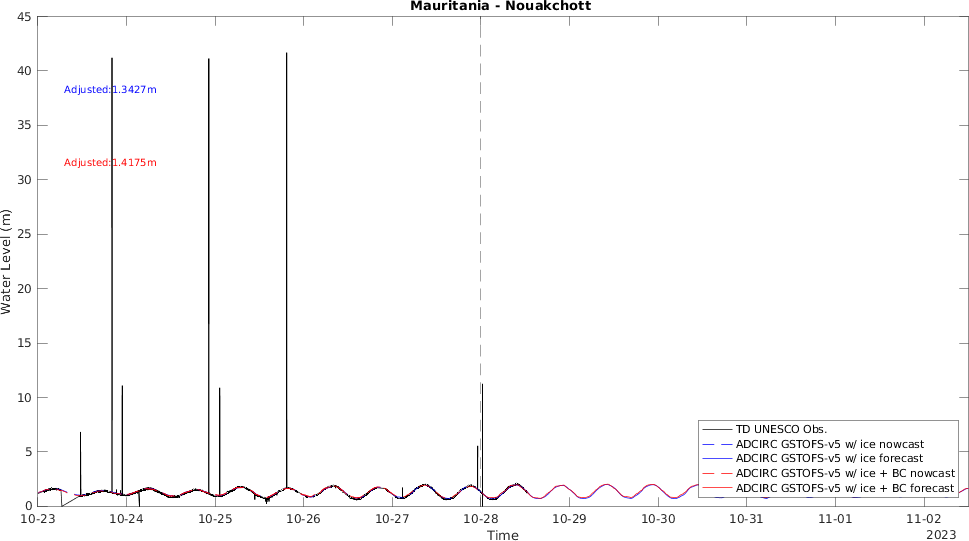 Mauritania - Nouakchott
45
40
35
30
25
20
15
10
5
0
Water Level (m)
Adjusted:1.3427m
Adjusted:1.4175m
TD UNESCO Obs.
ADCIRC GSTOFS-v5 w/ ice nowcast
ADCIRC GSTOFS-v5 w/ ice forecast
ADCIRC GSTOFS-v5 w/ ice + BC nowcast
ADCIRC GSTOFS-v5 w/ ice + BC forecast
10-23 10-24 10-25 10-26 10-27 10-28 10-29 10-30 10-31 11-01 11-02
Time
2023